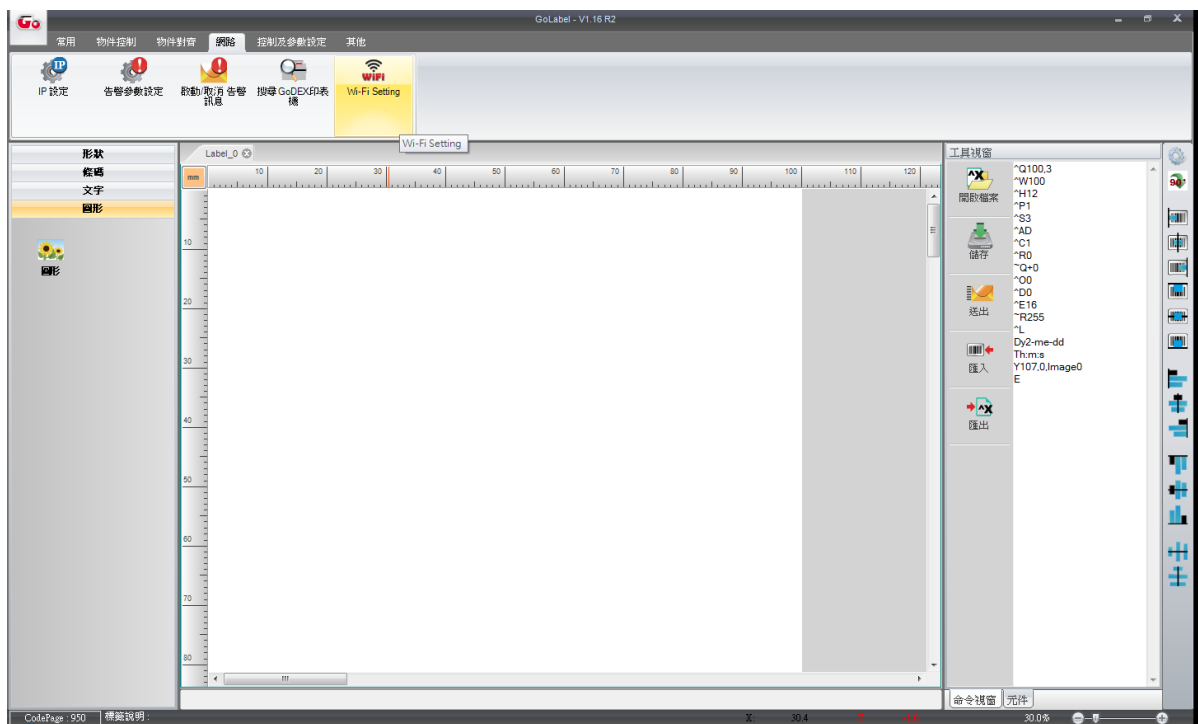 Go
GoLabel - V1.16 R2
常用 物件控制 物件對齊 網路 控制及參數設定 其他
IP 設定
告警參數設定
啟動/取消 告警訊息
搜尋 GoDEX印表機
WiFi
Wi-Fi Setting
Wi-Fi Setting
形狀
條碼
文字
圖形
圖形
Label_0
mm
10 20 30 40 50 60 70 80 90 100 110 120
10
20
30
40
50
60
70
80
工具視窗
開啟檔案
儲存
送出
匯入
匯出
^Q100,3
^W100
^H12
^P1
^S3
^AD
^C1
^R0
~Q+0
^O0
^D0
^E16
~R255
^L
Dy2-me-dd
Th:m:s
Y107,0,Image0
E
命令視窗 元件
90°
CodePage : 950 標籤說明 :
X: 30.4
30.0%